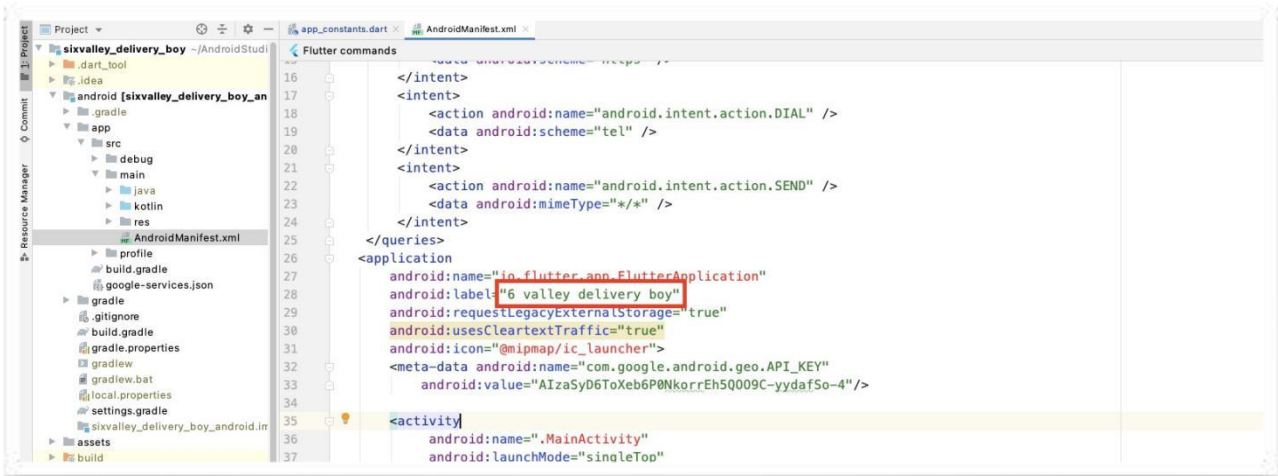 1: Project
Commit
Resource Manager
Project
sixvalley_delivery_boy ~/AndroidStudi
.dart_tool
.idea
android [sixvalley_delivery_boy_an
.gradle
app
src
debug
main
java
kotlin
res
AndroidManifest.xml
profile
build.gradle
google-services.json
gradle
.gitignore
build.gradle
gradle.properties
gradlew
gradlew.bat
local.properties
settings.gradle
sixvalley_delivery_boy_android.im
assets
build
app_constants.dart
AndroidManifest.xml
Flutter commands
<data android:scheme="https" />
16 </intent>
17 <intent>
18 <action android:name="android.intent.action.DIAL" />
19 <data android:scheme="tel" />
20 </intent>
21 <intent>
22 <action android:name="android.intent.action.SEND" />
23 <data android:mimeType="*/*" />
24 </intent>
25 </queries>
26 <application
27 android:name="io.flutter.app.FlutterApplication"
28 android:label="6 valley delivery boy"
29 android:requestLegacyExternalStorage="true"
30 android:usesCleartextTraffic="true"
31 android:icon="@mipmap/ic_launcher">
32 <meta-data android:name="com.google.android.geo.API_KEY"
33 android:value="AIzaSyD6ToXeb6P0NkorrEh5QOO9C-yydafSo-4"/>
34
35 <activity
36 android:name=".MainActivity"
37 android:launchMode="singleTop"